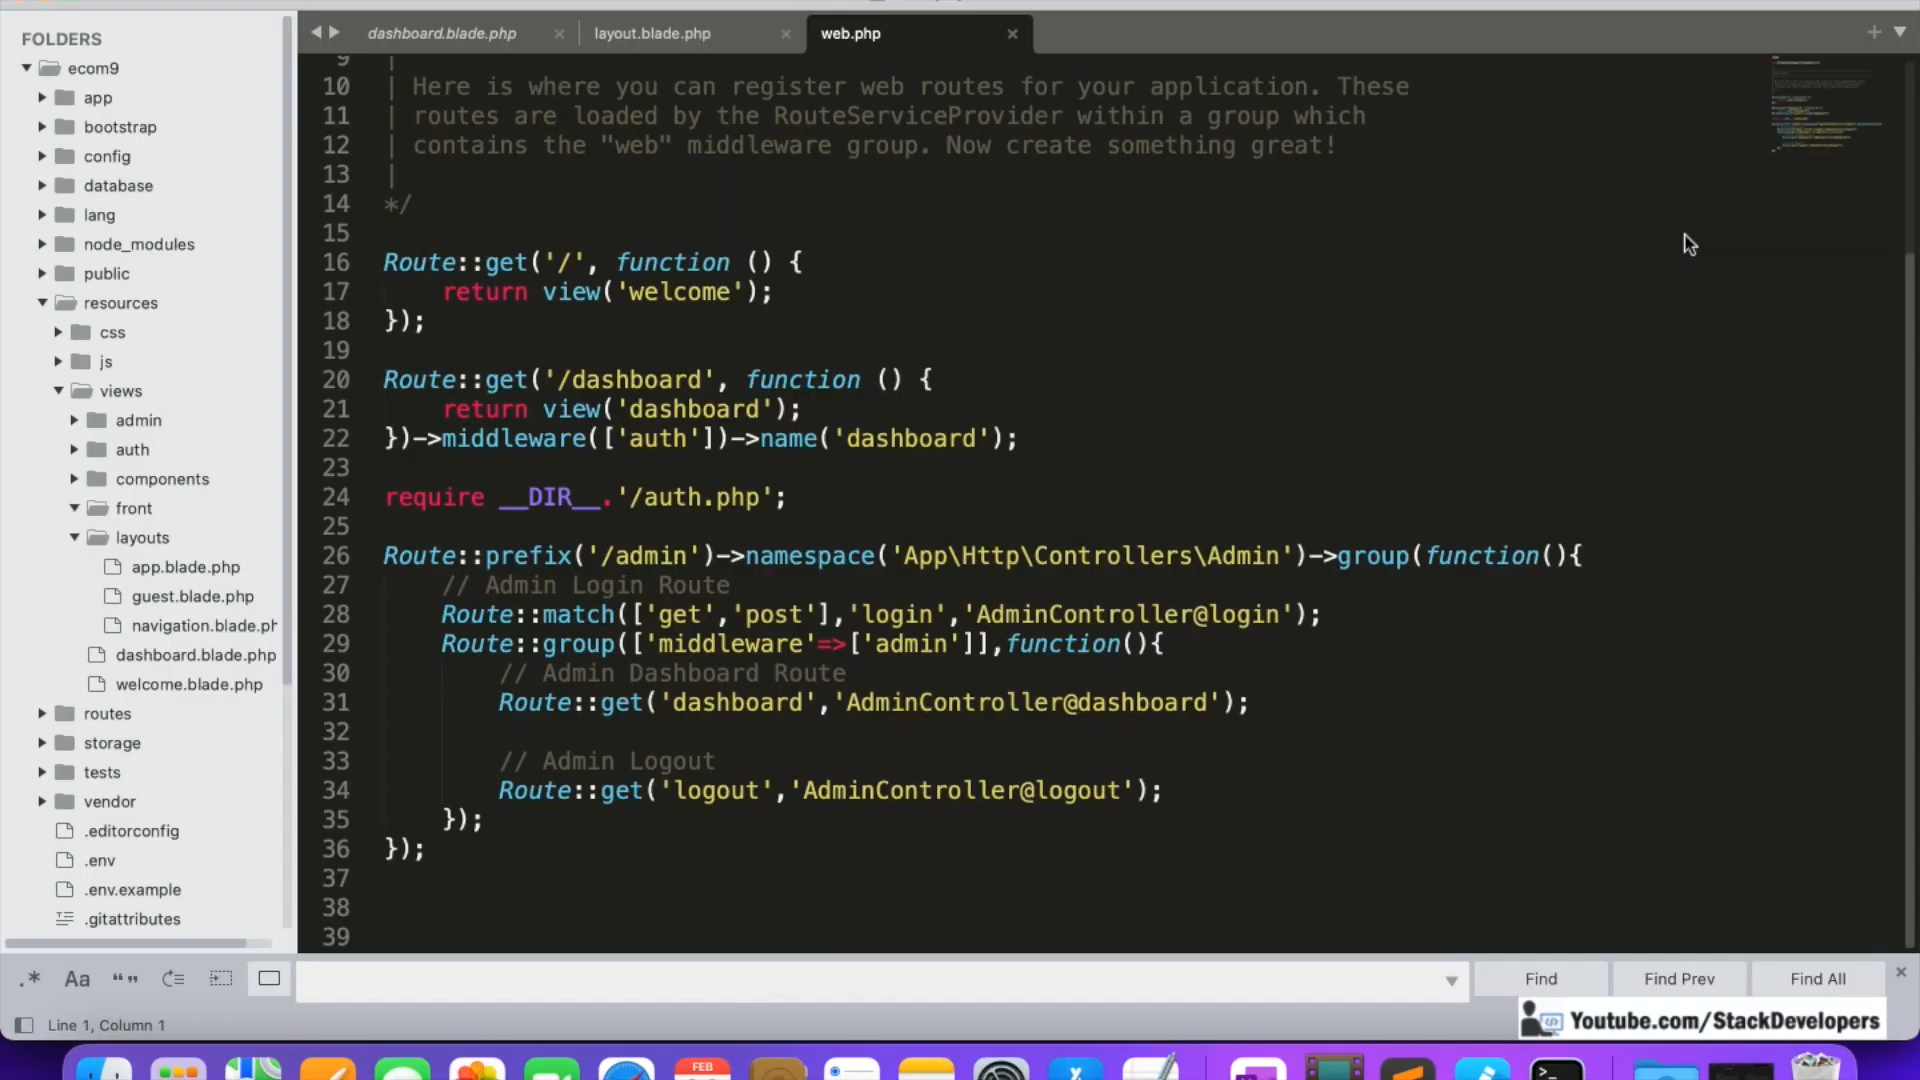 FOLDERS
ecom9
app
bootstrap
config
database
lang
node_modules
public
resources
css
js
views
admin
auth
components
front
layouts
app.blade.php
guest.blade.php
navigation.blade.ph
dashboard.blade.php
welcome.blade.php
routes
storage
tests
vendor
.editorconfig
.env
.env.example
.gitattributes
dashboard.blade.php layout.blade.php web.php
9 |
10 | Here is where you can register web routes for your application. These
11 | routes are loaded by the RouteServiceProvider within a group which
12 | contains the "web" middleware group. Now create something great!
13 |
14 */
15
16 Route::get('/', function () {
17 return view('welcome');
18 });
19
20 Route::get('/dashboard', function () {
21 return view('dashboard');
22 })->middleware(['auth'])->name('dashboard');
23
24 require __DIR__.'/auth.php';
25
26 Route::prefix('/admin')->namespace('App\Http\Controllers\Admin')->group(function(){
27 // Admin Login Route
28 Route::match(['get','post'],'login','AdminController@login');
29 Route::group(['middleware'=>['admin']],function(){
30 // Admin Dashboard Route
31 Route::get('dashboard','AdminController@dashboard');
32
33 // Admin Logout
34 Route::get('logout','AdminController@logout');
35 });
36 });
37
38
39
.* Aa “” Find Find Prev Find All
Youtube.com/StackDevelopers
Line 1, Column 1
FEB